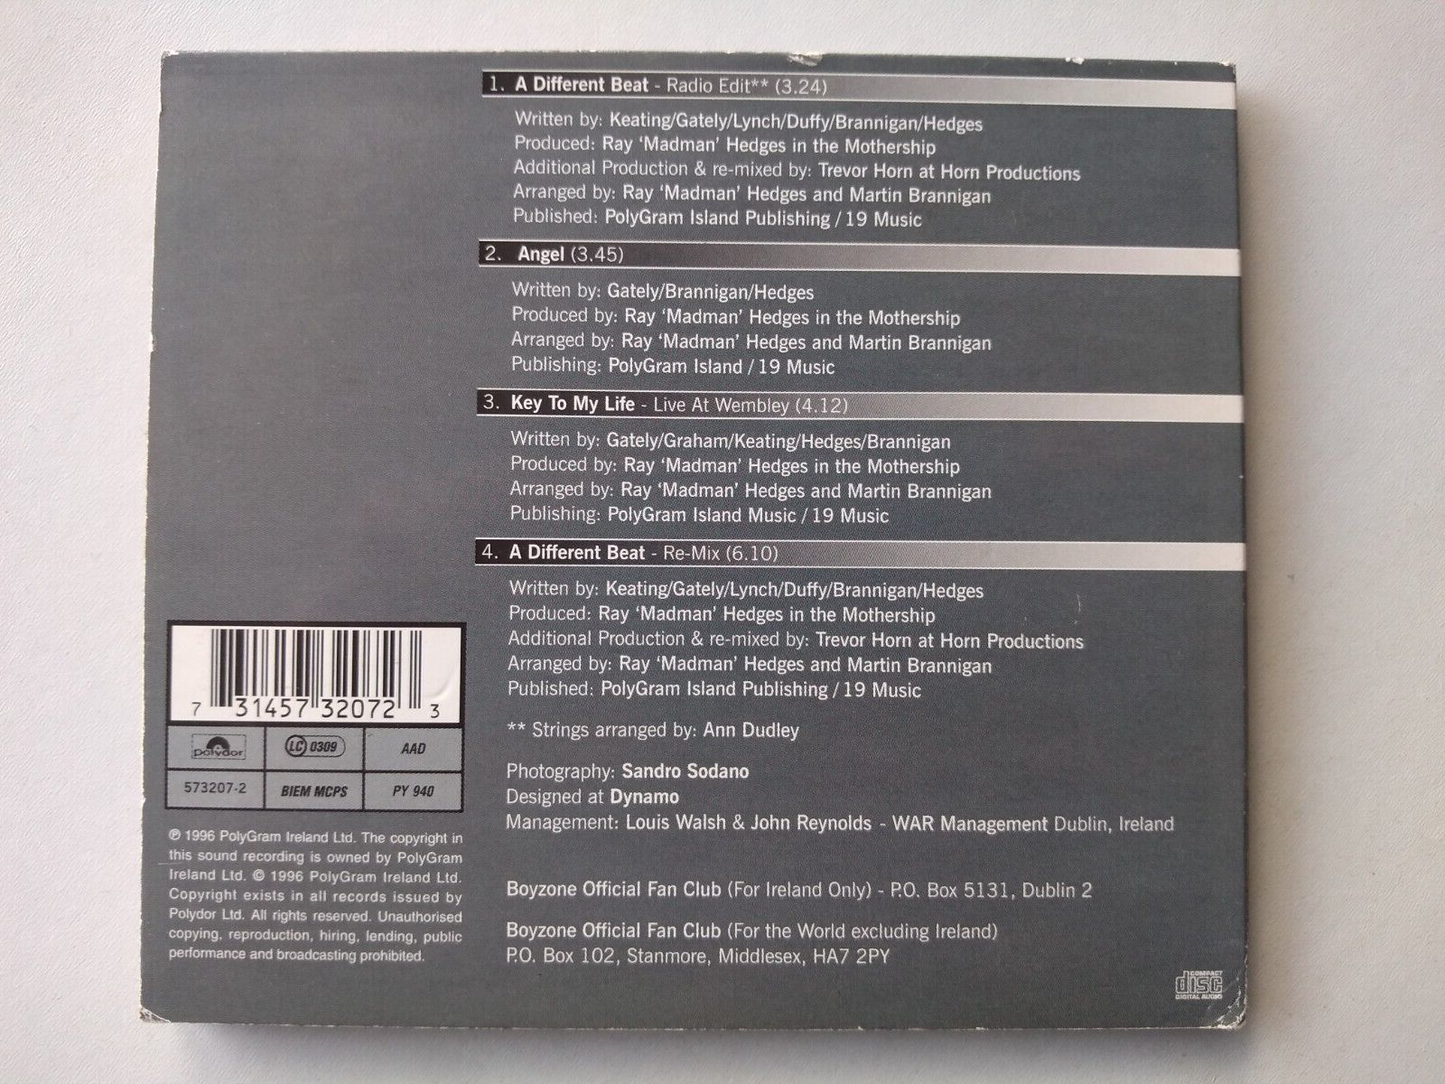 1. A Different Beat - Radio Edit** (3.24)
Written by: Keating/Gately/Lynch/Duffy/Brannigan/Hedges
Produced: Ray ‘Madman’ Hedges in the Mothership
Additional Production & re-mixed by: Trevor Horn at Horn Productions
Arranged by: Ray ‘Madman’ Hedges and Martin Brannigan
Published: PolyGram Island Publishing / 19 Music
2. Angel (3.45)
Written by: Gately/Brannigan/Hedges
Produced by: Ray ‘Madman’ Hedges in the Mothership
Arranged by: Ray ‘Madman’ Hedges and Martin Brannigan
Publishing: PolyGram Island / 19 Music
3. Key To My Life - Live At Wembley (4.12)
Written by: Gately/Graham/Keating/Hedges/Brannigan
Produced by: Ray ‘Madman’ Hedges in the Mothership
Arranged by: Ray ‘Madman’ Hedges and Martin Brannigan
Publishing: PolyGram Island Music / 19 Music
4. A Different Beat - Re-Mix (6.10)
Written by: Keating/Gately/Lynch/Duffy/Brannigan/Hedges
Produced: Ray ‘Madman’ Hedges in the Mothership
Additional Production & re-mixed by: Trevor Horn at Horn Productions
Arranged by: Ray ‘Madman’ Hedges and Martin Brannigan
Published: PolyGram Island Publishing / 19 Music
** Strings arranged by: Ann Dudley
Photography: Sandro Sodano
Designed at Dynamo
Management: Louis Walsh & John Reynolds - WAR Management Dublin, Ireland
Boyzone Official Fan Club (For Ireland Only) - P.O. Box 5131, Dublin 2
Boyzone Official Fan Club (For the World excluding Ireland)
P.O. Box 102, Stanmore, Middlesex, HA7 2PY
7 31457 32072 3
polydor
LC 0309
AAD
573207-2
BIEM MCPS
PY 940
℗ 1996 PolyGram Ireland Ltd. The copyright in
this sound recording is owned by PolyGram
Ireland Ltd. © 1996 PolyGram Ireland Ltd.
Copyright exists in all records issued by
Polydor Ltd. All rights reserved. Unauthorised
copying, reproduction, hiring, lending, public
performance and broadcasting prohibited.
COMPACT
disc
DIGITAL AUDIO